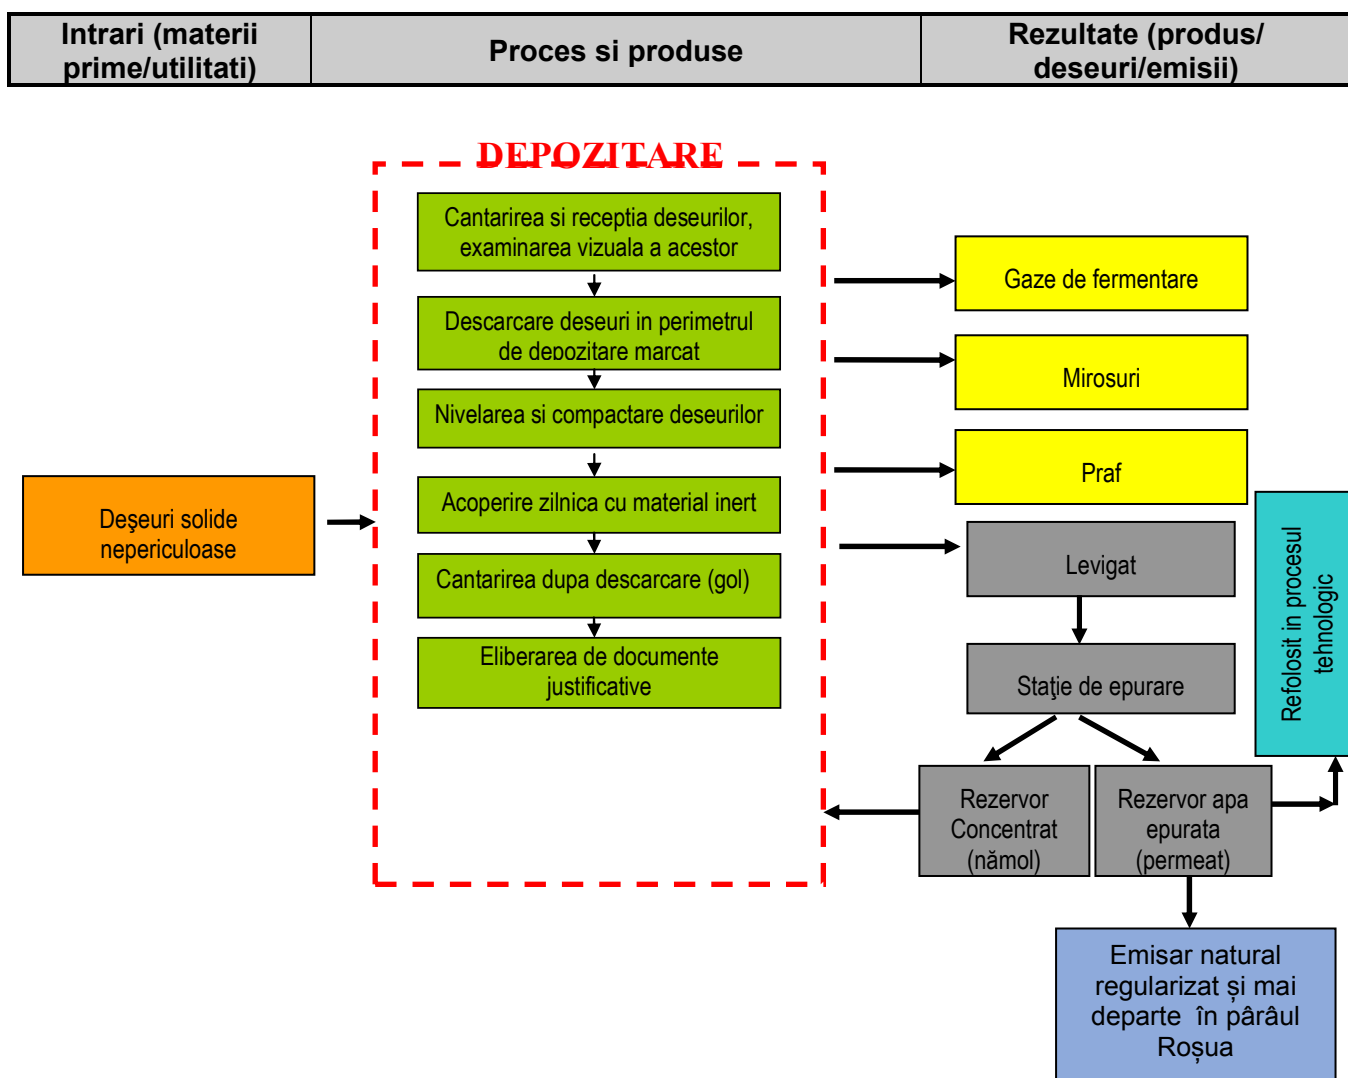 Intrari (materii
prime/utilitati)
Proces si produse
Rezultate (produs/
deseuri/emisii)
DEPOZITARE
Cantarirea si receptia deseurilor,
examinarea vizuala a acestor
Descarcare deseuri in perimetrul
de depozitare marcat
Nivelarea si compactare deseurilor
Acoperire zilnica cu material inert
Cantarirea dupa descarcare (gol)
Eliberarea de documente
justificative
Deşeuri solide
nepericuloase
Gaze de fermentare
Mirosuri
Praf
Levigat
Staţie de epurare
Rezervor
Concentrat
(nămol)
Rezervor apa
epurata
(permeat)
Refolosit in procesul
tehnologic
Emisar natural
regularizat și mai
departe în pârâul
Roșua